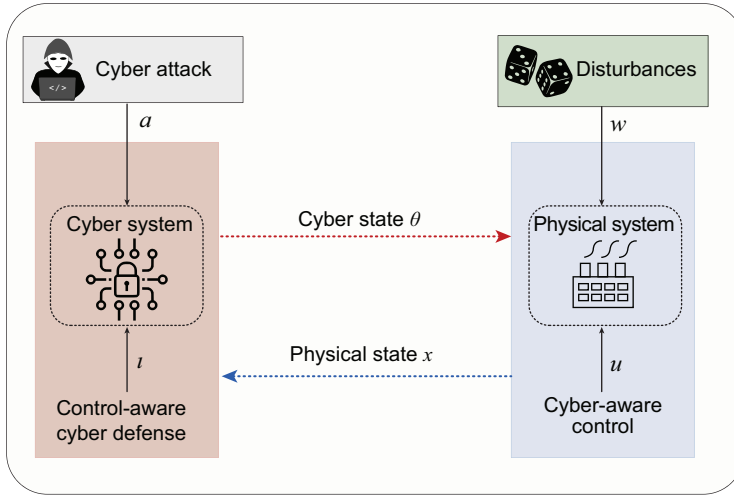 Cyber attack
Disturbances
</>
a
w
Cyber system
Cyber state θ
Physical system
Physical state x
ı
u
Control-aware
cyber defense
Cyber-aware
control